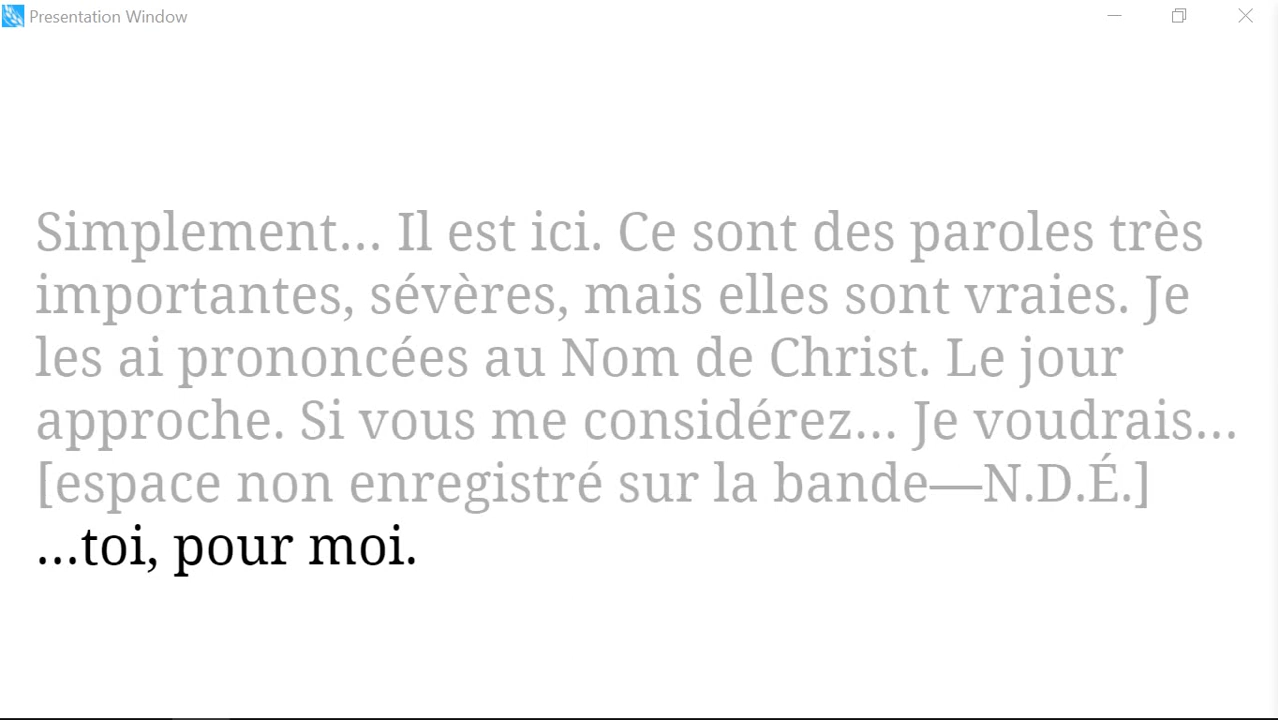 Presentation Window
Simplement... Il est ici. Ce sont des paroles très
importantes, sévères, mais elles sont vraies. Je
les ai prononcées au Nom de Christ. Le jour
approche. Si vous me considérez... Je voudrais...
[espace non enregistré sur la bande—N.D.É.]
...toi, pour moi.